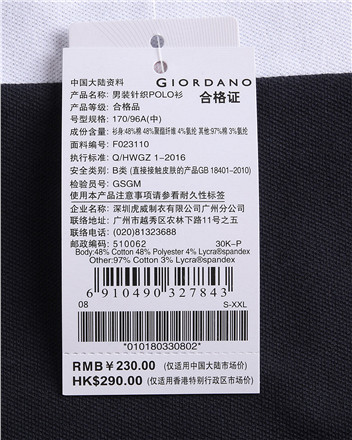 中国大陆资料 GIORDANO
产品名称: 男装针织POLO衫
产品等级: 合格品 合格证
号型规格: 170/96A(中)
成份含量: 衫身:48%棉 48%聚酯纤维 4%氨纶 其他:97%棉 3%氨纶
面料编号: F023110
执行标准: Q/HWGZ 1-2016
安全类别: B类 (直接接触皮肤的产品GB 18401-2010)
检验员号: GSGM
使用本产品注意事项请参看耐久性标签
企业名称: 深圳虎威制衣有限公司广州分公司
联络地址: 广州市越秀区农林下路11号之六
联络电话: (020)81323688
邮政编码: 510062 30K-P
Body:48% Cotton 48% Polyester 4% Lycra®spandex
Other:97% Cotton 3% Lycra®spandex
6 910490 327843
08 S-XXL
*010180330802*
RMB¥ 230.00 (仅适用中国大陆市场价)
HK$290.00 (仅适用香港特别行政区市场价)